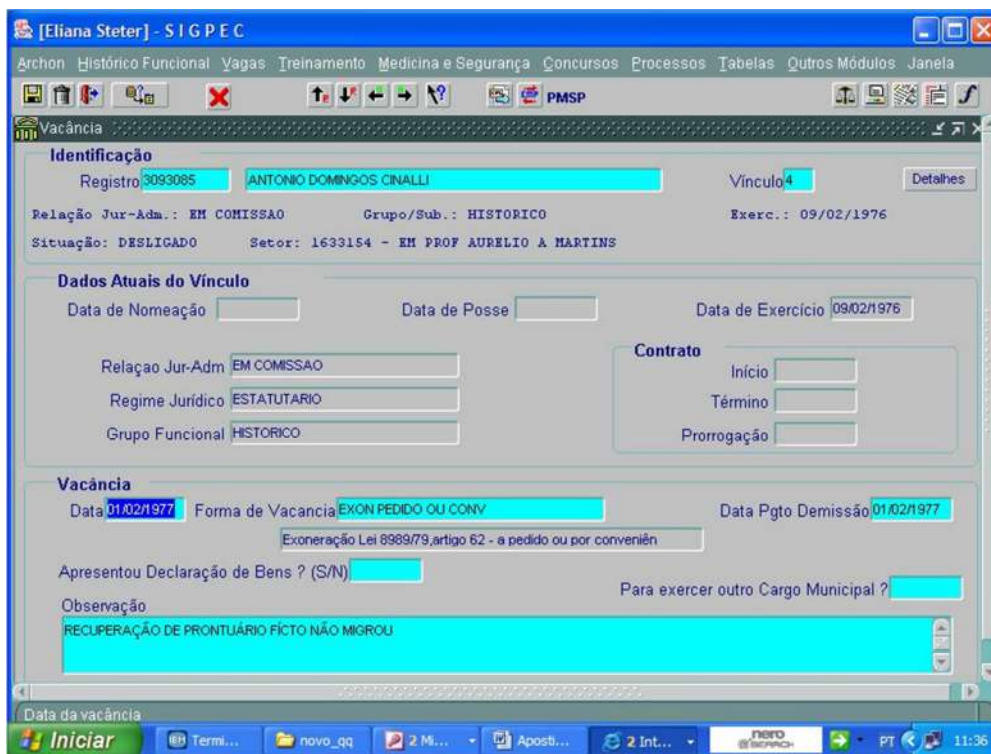 [Eliana Steter] - S I G P E C
Archon Histórico Funcional Vagas Treinamento Medicina e Segurança Concursos Processos Tabelas Outros Módulos Janela
PMSP
Vacância
Identificação
Registro 3093085 ANTONIO DOMINGOS CINALLI Vínculo 4 Detalhes
Relação Jur-Adm.: EM COMISSAO Grupo/Sub.: HISTORICO Exerc.: 09/02/1976
Situação: DESLIGADO Setor: 1633154 - EM PROF AURELIO A MARTINS
Dados Atuais do Vínculo
Data de Nomeação Data de Posse Data de Exercício 09/02/1976
Contrato
Relaçao Jur-Adm EM COMISSAO Início
Regime Jurídico ESTATUTARIO Término
Grupo Funcional HISTORICO Prorrogação
Vacância
Data 01/02/1977 Forma de Vacancia EXON PEDIDO OU CONV Data Pgto Demissão 01/02/1977
Exoneração Lei 8989/79,artigo 62 - a pedido ou por conveniên
Apresentou Declaração de Bens ? (S/N)
Para exercer outro Cargo Municipal ?
Observação
RECUPERAÇÃO DE PRONTUÁRIO FÍCTO NÃO MIGROU
Data da vacância
Iniciar Termi... novo_qq 2 Mi... Aposti... 2 Int... nero PT 11:36